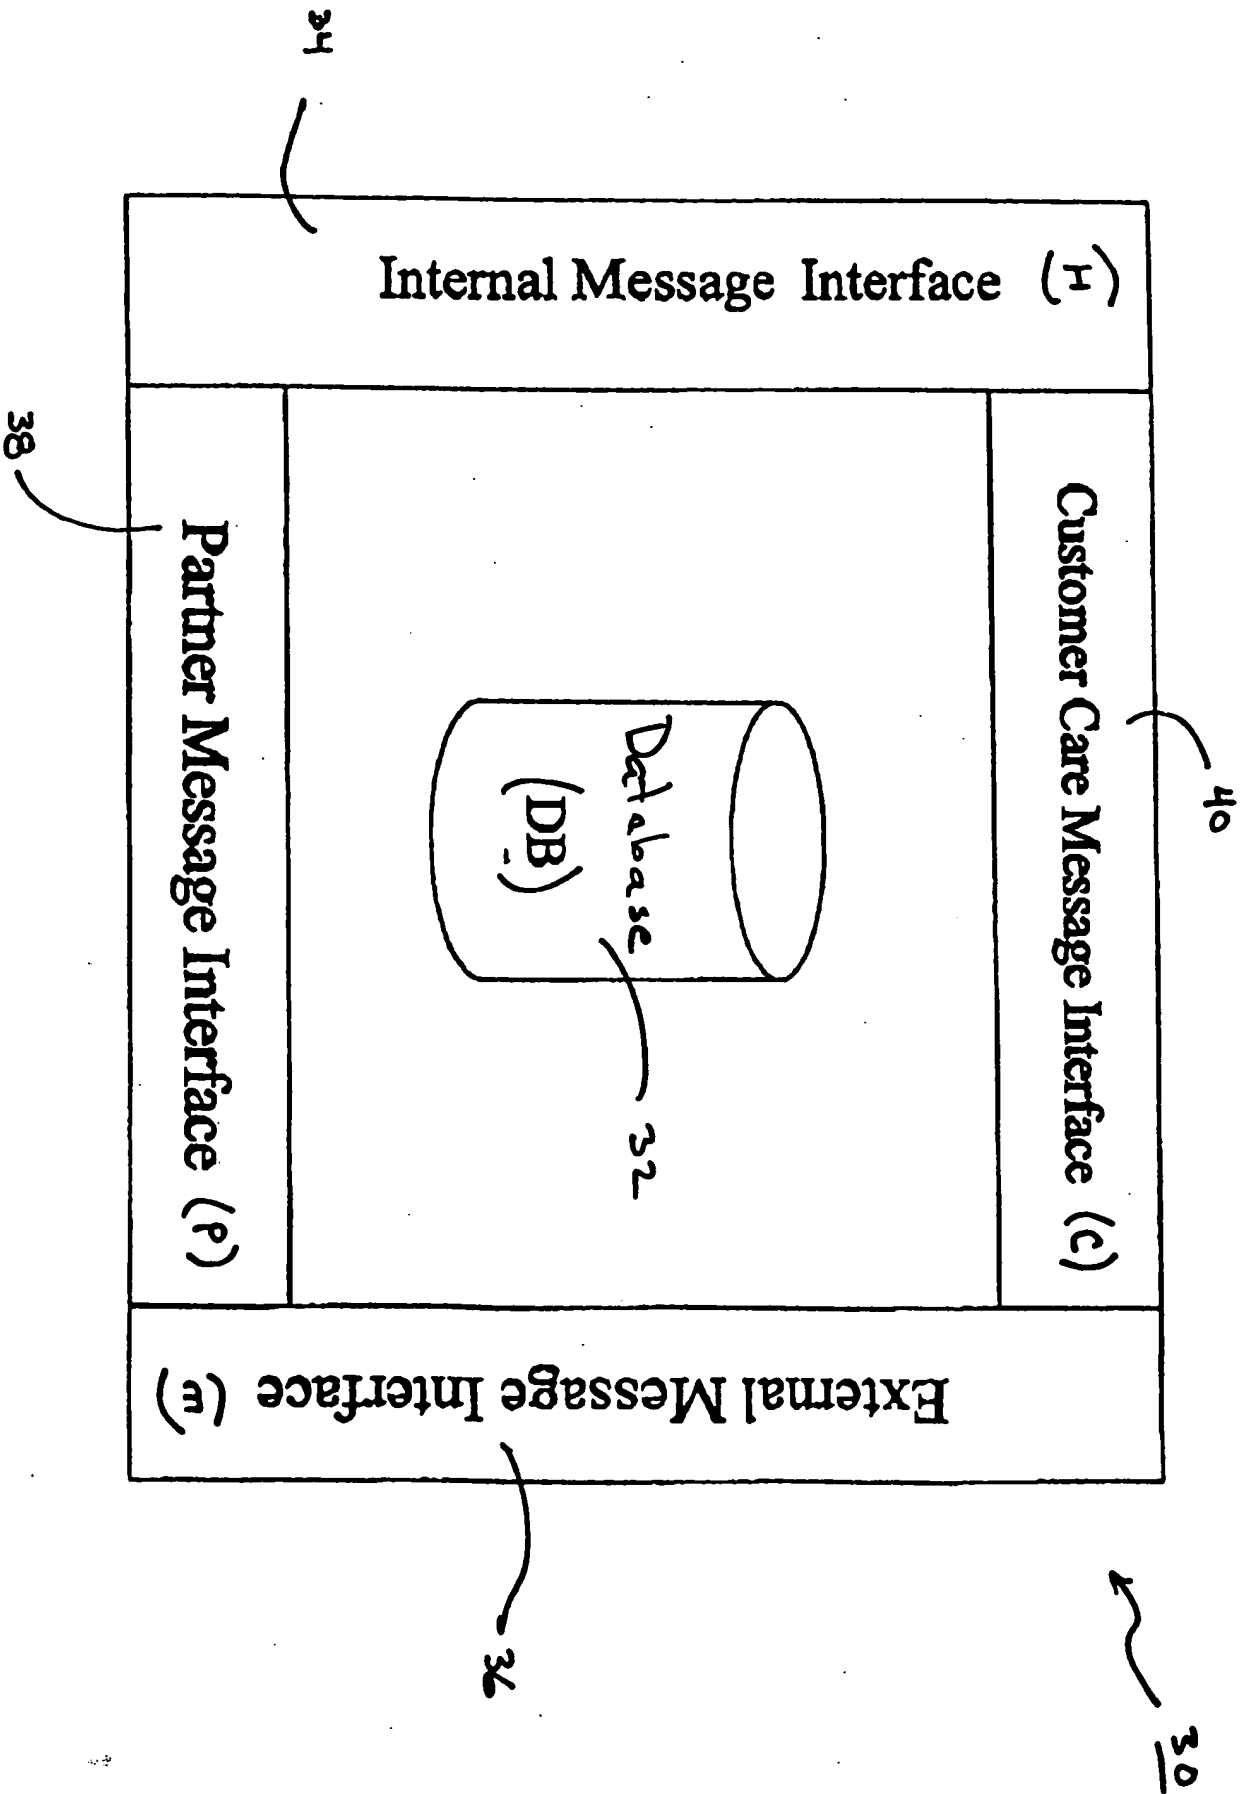 30
40
Customer Care Message Interface (C)
Internal Message Interface (I)
34
Database
(DB)
32
External Message Interface (E)
36
Partner Message Interface (P)
38